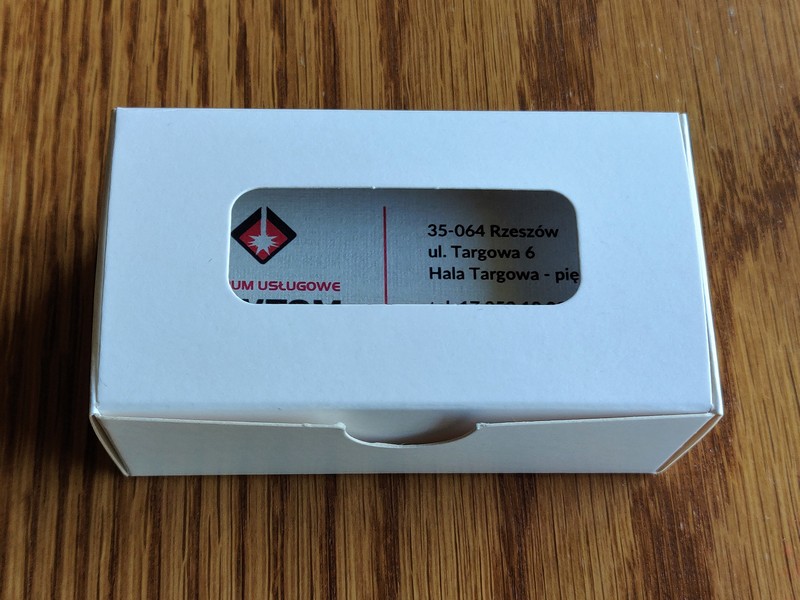 UM USŁUGOWE
35-064 Rzeszów
ul. Targowa 6
Hala Targowa - pię